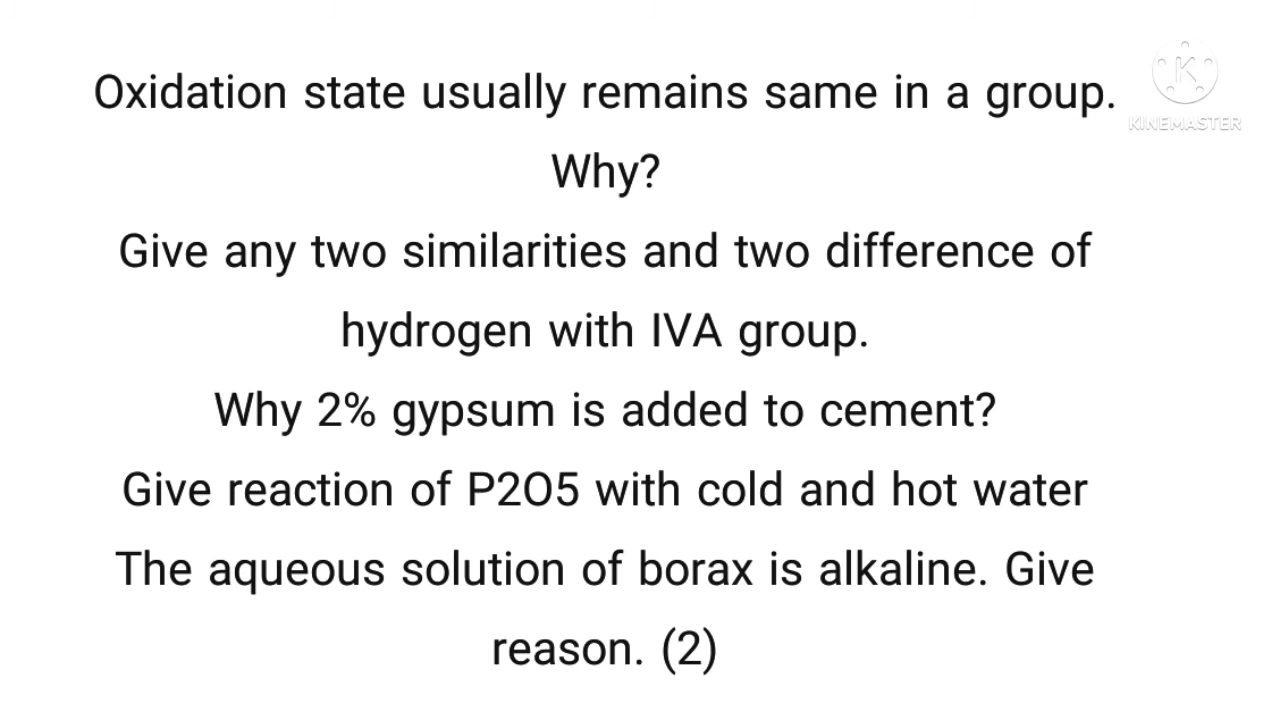 Oxidation state usually remains same in a group.
KINEMASTER
Why?
Give any two similarities and two difference of
hydrogen with IVA group.
Why 2% gypsum is added to cement?
Give reaction of P2O5 with cold and hot water
The aqueous solution of borax is alkaline. Give
reason. (2)